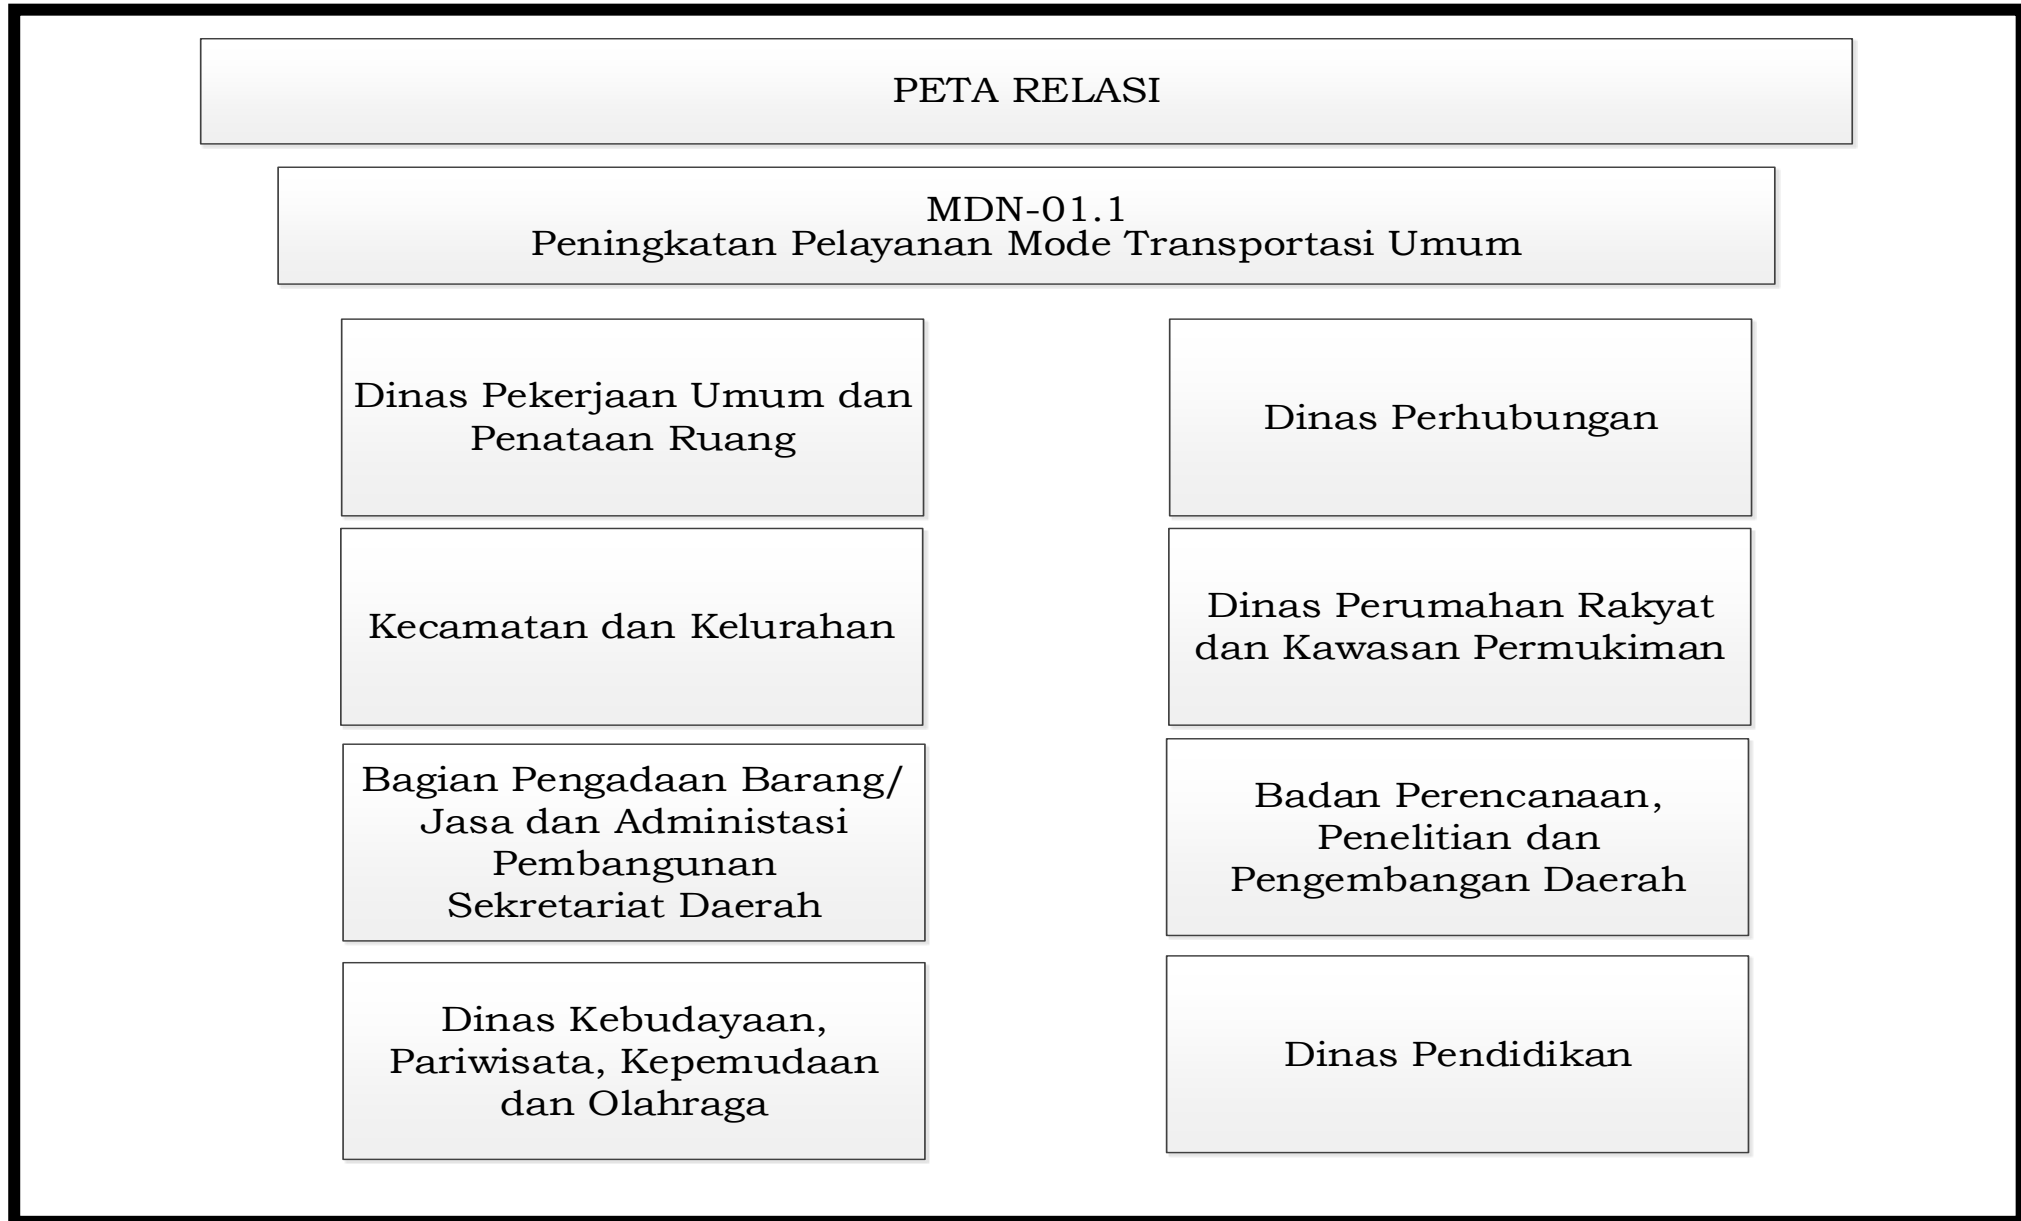 PETA RELASI
MDN-01.1
Peningkatan Pelayanan Mode Transportasi Umum
Dinas Pekerjaan Umum dan
Penataan Ruang
Dinas Perhubungan
Kecamatan dan Kelurahan
Dinas Perumahan Rakyat
dan Kawasan Permukiman
Bagian Pengadaan Barang/
Jasa dan Administasi
Pembangunan
Sekretariat Daerah
Badan Perencanaan,
Penelitian dan
Pengembangan Daerah
Dinas Kebudayaan,
Pariwisata, Kepemudaan
dan Olahraga
Dinas Pendidikan